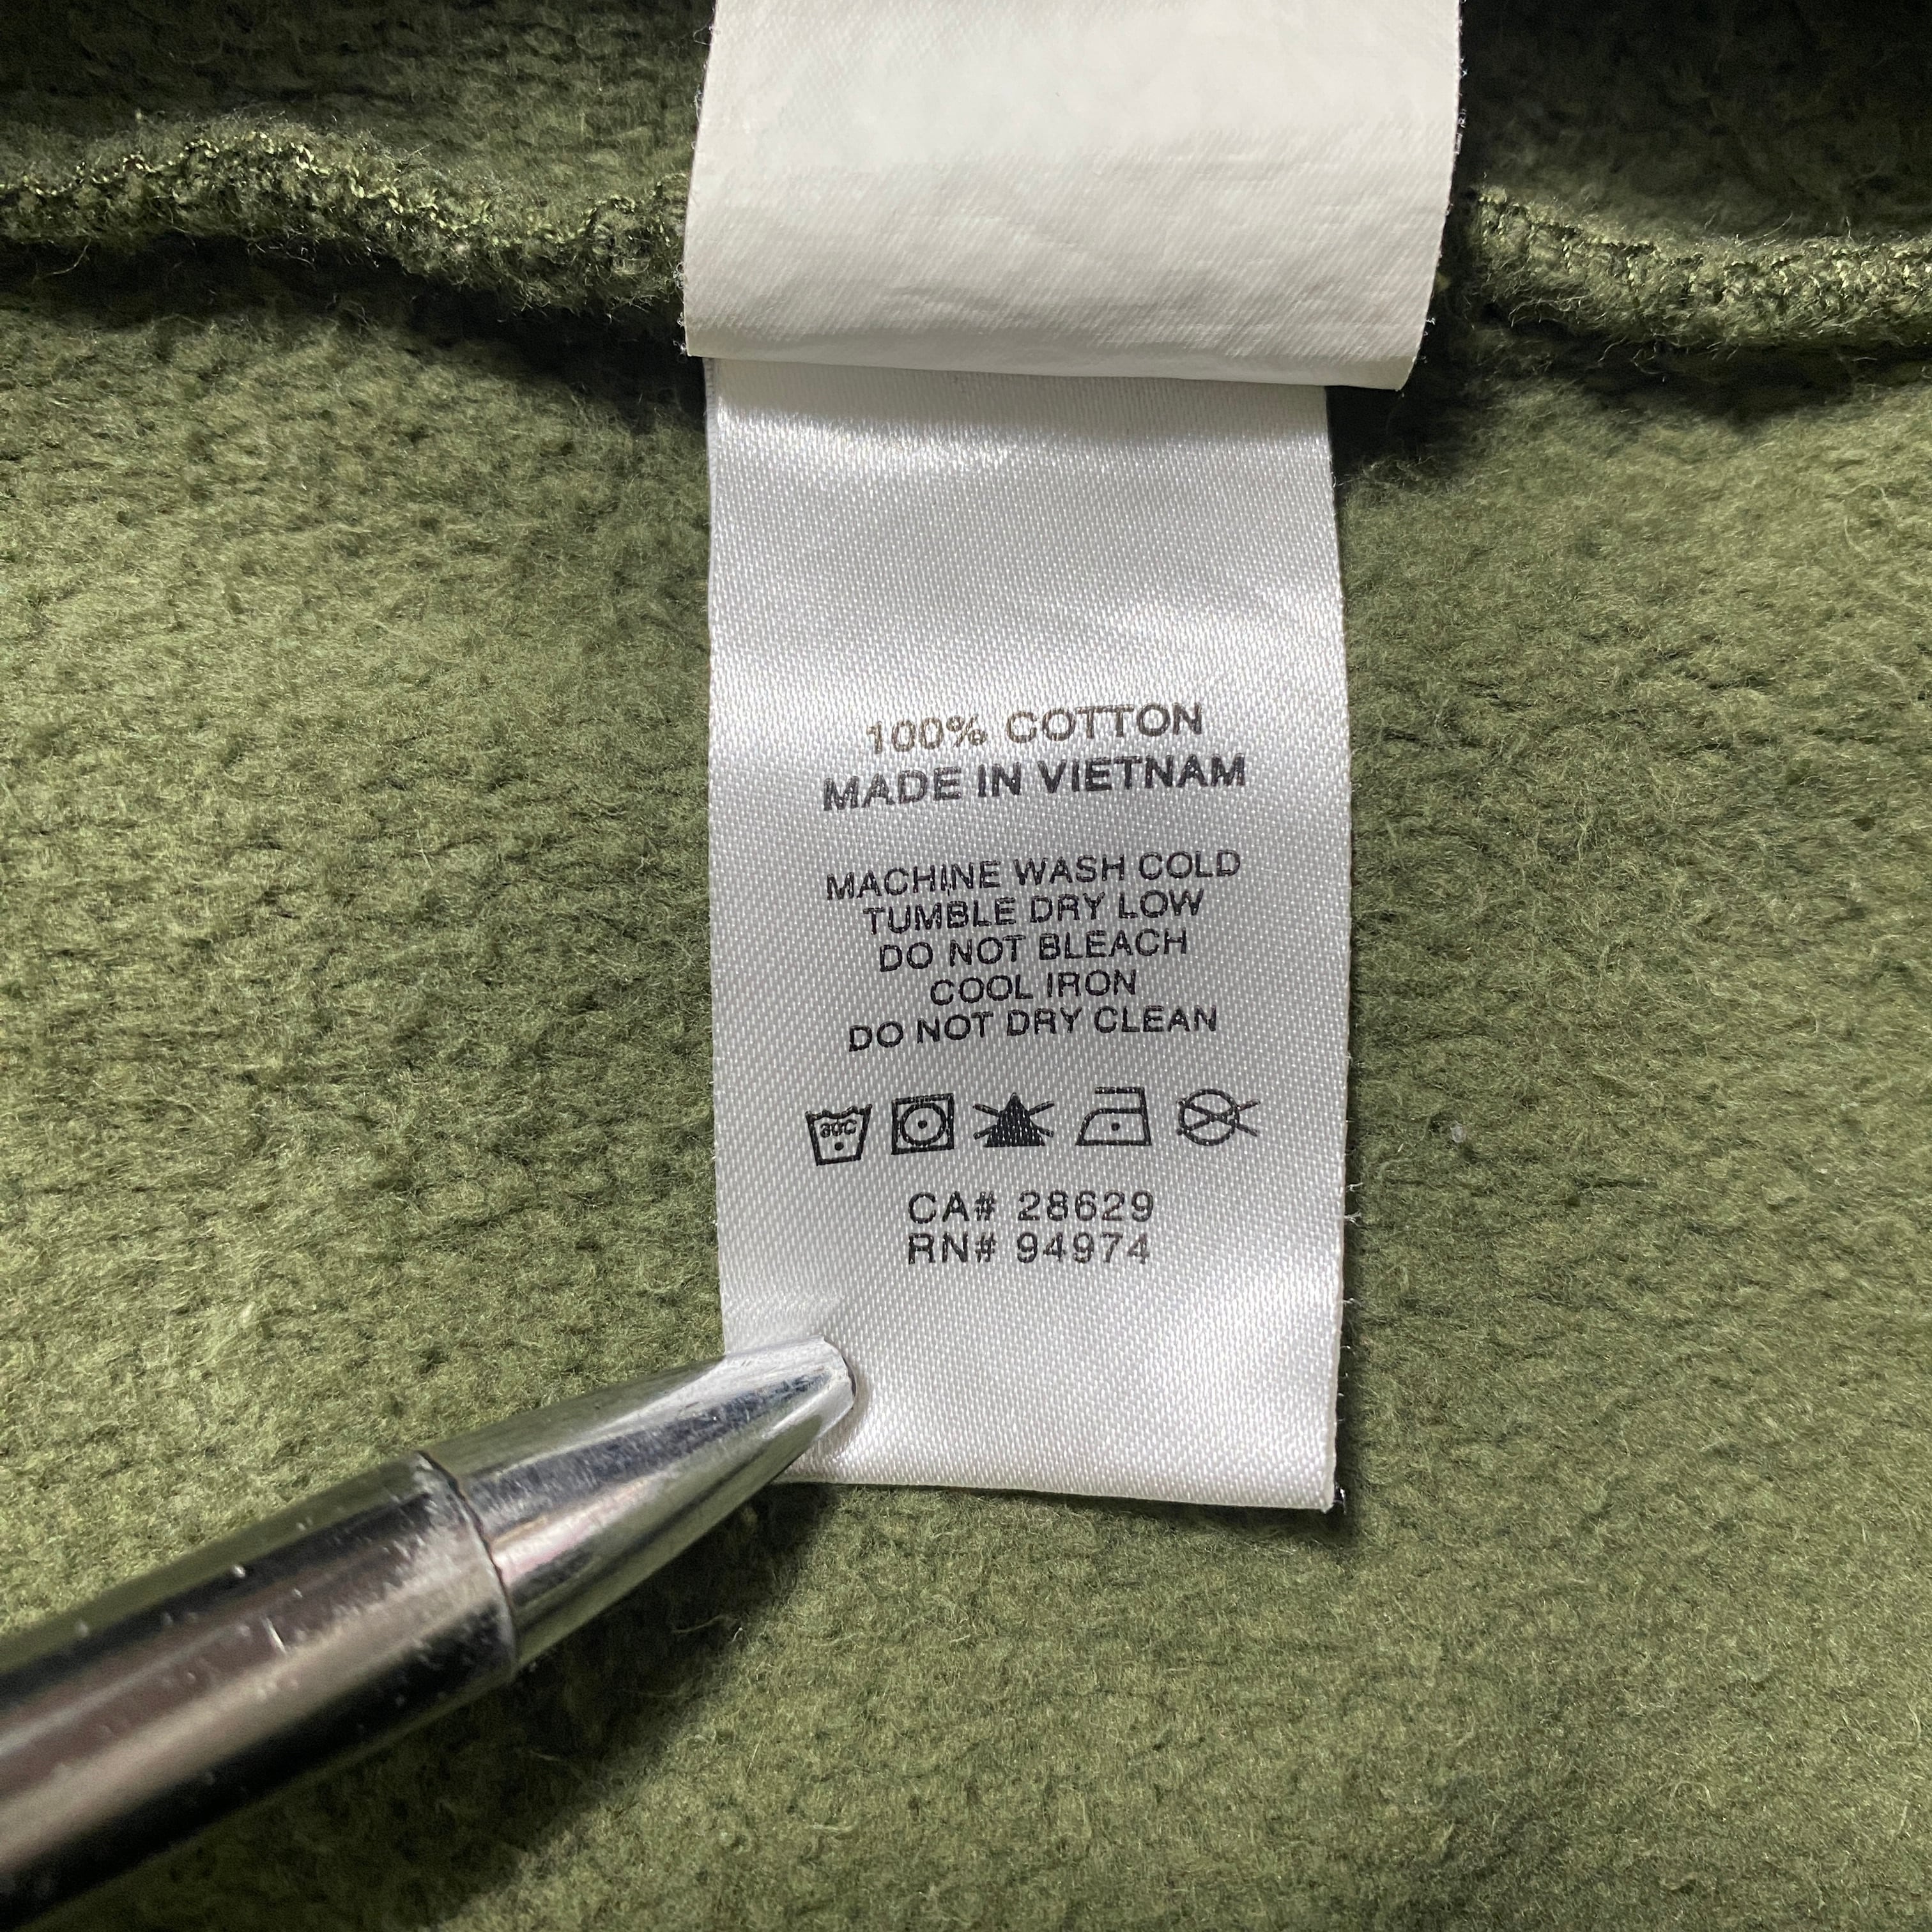 100% COTTON
MADE IN VIETNAM
MACHINE WASH COLD
TUMBLE DRY LOW
DO NOT BLEACH
COOL IRON
DO NOT DRY CLEAN
30C
CA# 28629
RN# 94974